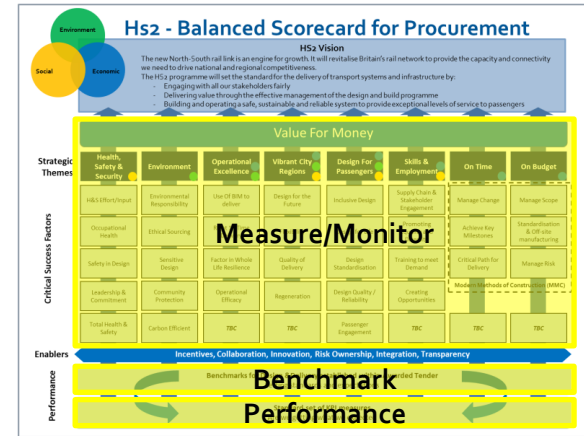 Hs2 - Balanced Scorecard for Procurement
Environment
Social
Economic
HS2 Vision
The new North-South rail link is an engine for growth. It will revitalise Britain's rail network to provide the capacity and connectivity
we need to drive national and regional competitiveness.
The HS2 programme will set the standard for the delivery of transport systems and infrastructure by:
- Engaging with all our stakeholders fairly
- Delivering value through the effective management of the design and build programme
- Building and operating a safe, sustainable and reliable system to provide exceptional levels of service to passengers
Value For Money
Strategic
Themes
Health,
Safety &
Security
Environment
Operational
Excellence
Vibrant City
Regions
Design For
Passengers
Skills &
Employment
On Time
On Budget
Critical Success Factors
H&S Effort/Input
Environmental
Responsibility
Use Of BIM to
deliver
Design for the
Future
Inclusive Design
Supply Chain &
Stakeholder
Engagement
Manage Change
Manage Scope
Occupational
Health
Ethical Sourcing
Promoting
Achieve Key
Milestones
Standardisation
& Off-site
manufacturing
Measure/Monitor
Safety in Design
Sensitive
Design
Factor in Whole
Life Resilience
Quality of
Delivery
Design
Standardisation
Training to meet
Demand
Critical Path for
Delivery
Manage Risk
Leadership &
Commitment
Community
Protection
Operational
Efficacy
Regeneration
Design Quality /
Reliability
Creating
Opportunities
Modern Methods of Construction (MMC)
Total Health &
Safety
Carbon Efficient
TBC
TBC
Passenger
Engagement
TBC
TBC
TBC
Enablers
Incentives, Collaboration, Innovation, Risk Ownership, Integration, Transparency
Performance
Benchmarks
Tender
Benchmark
Standard set of KPI measures
Performance